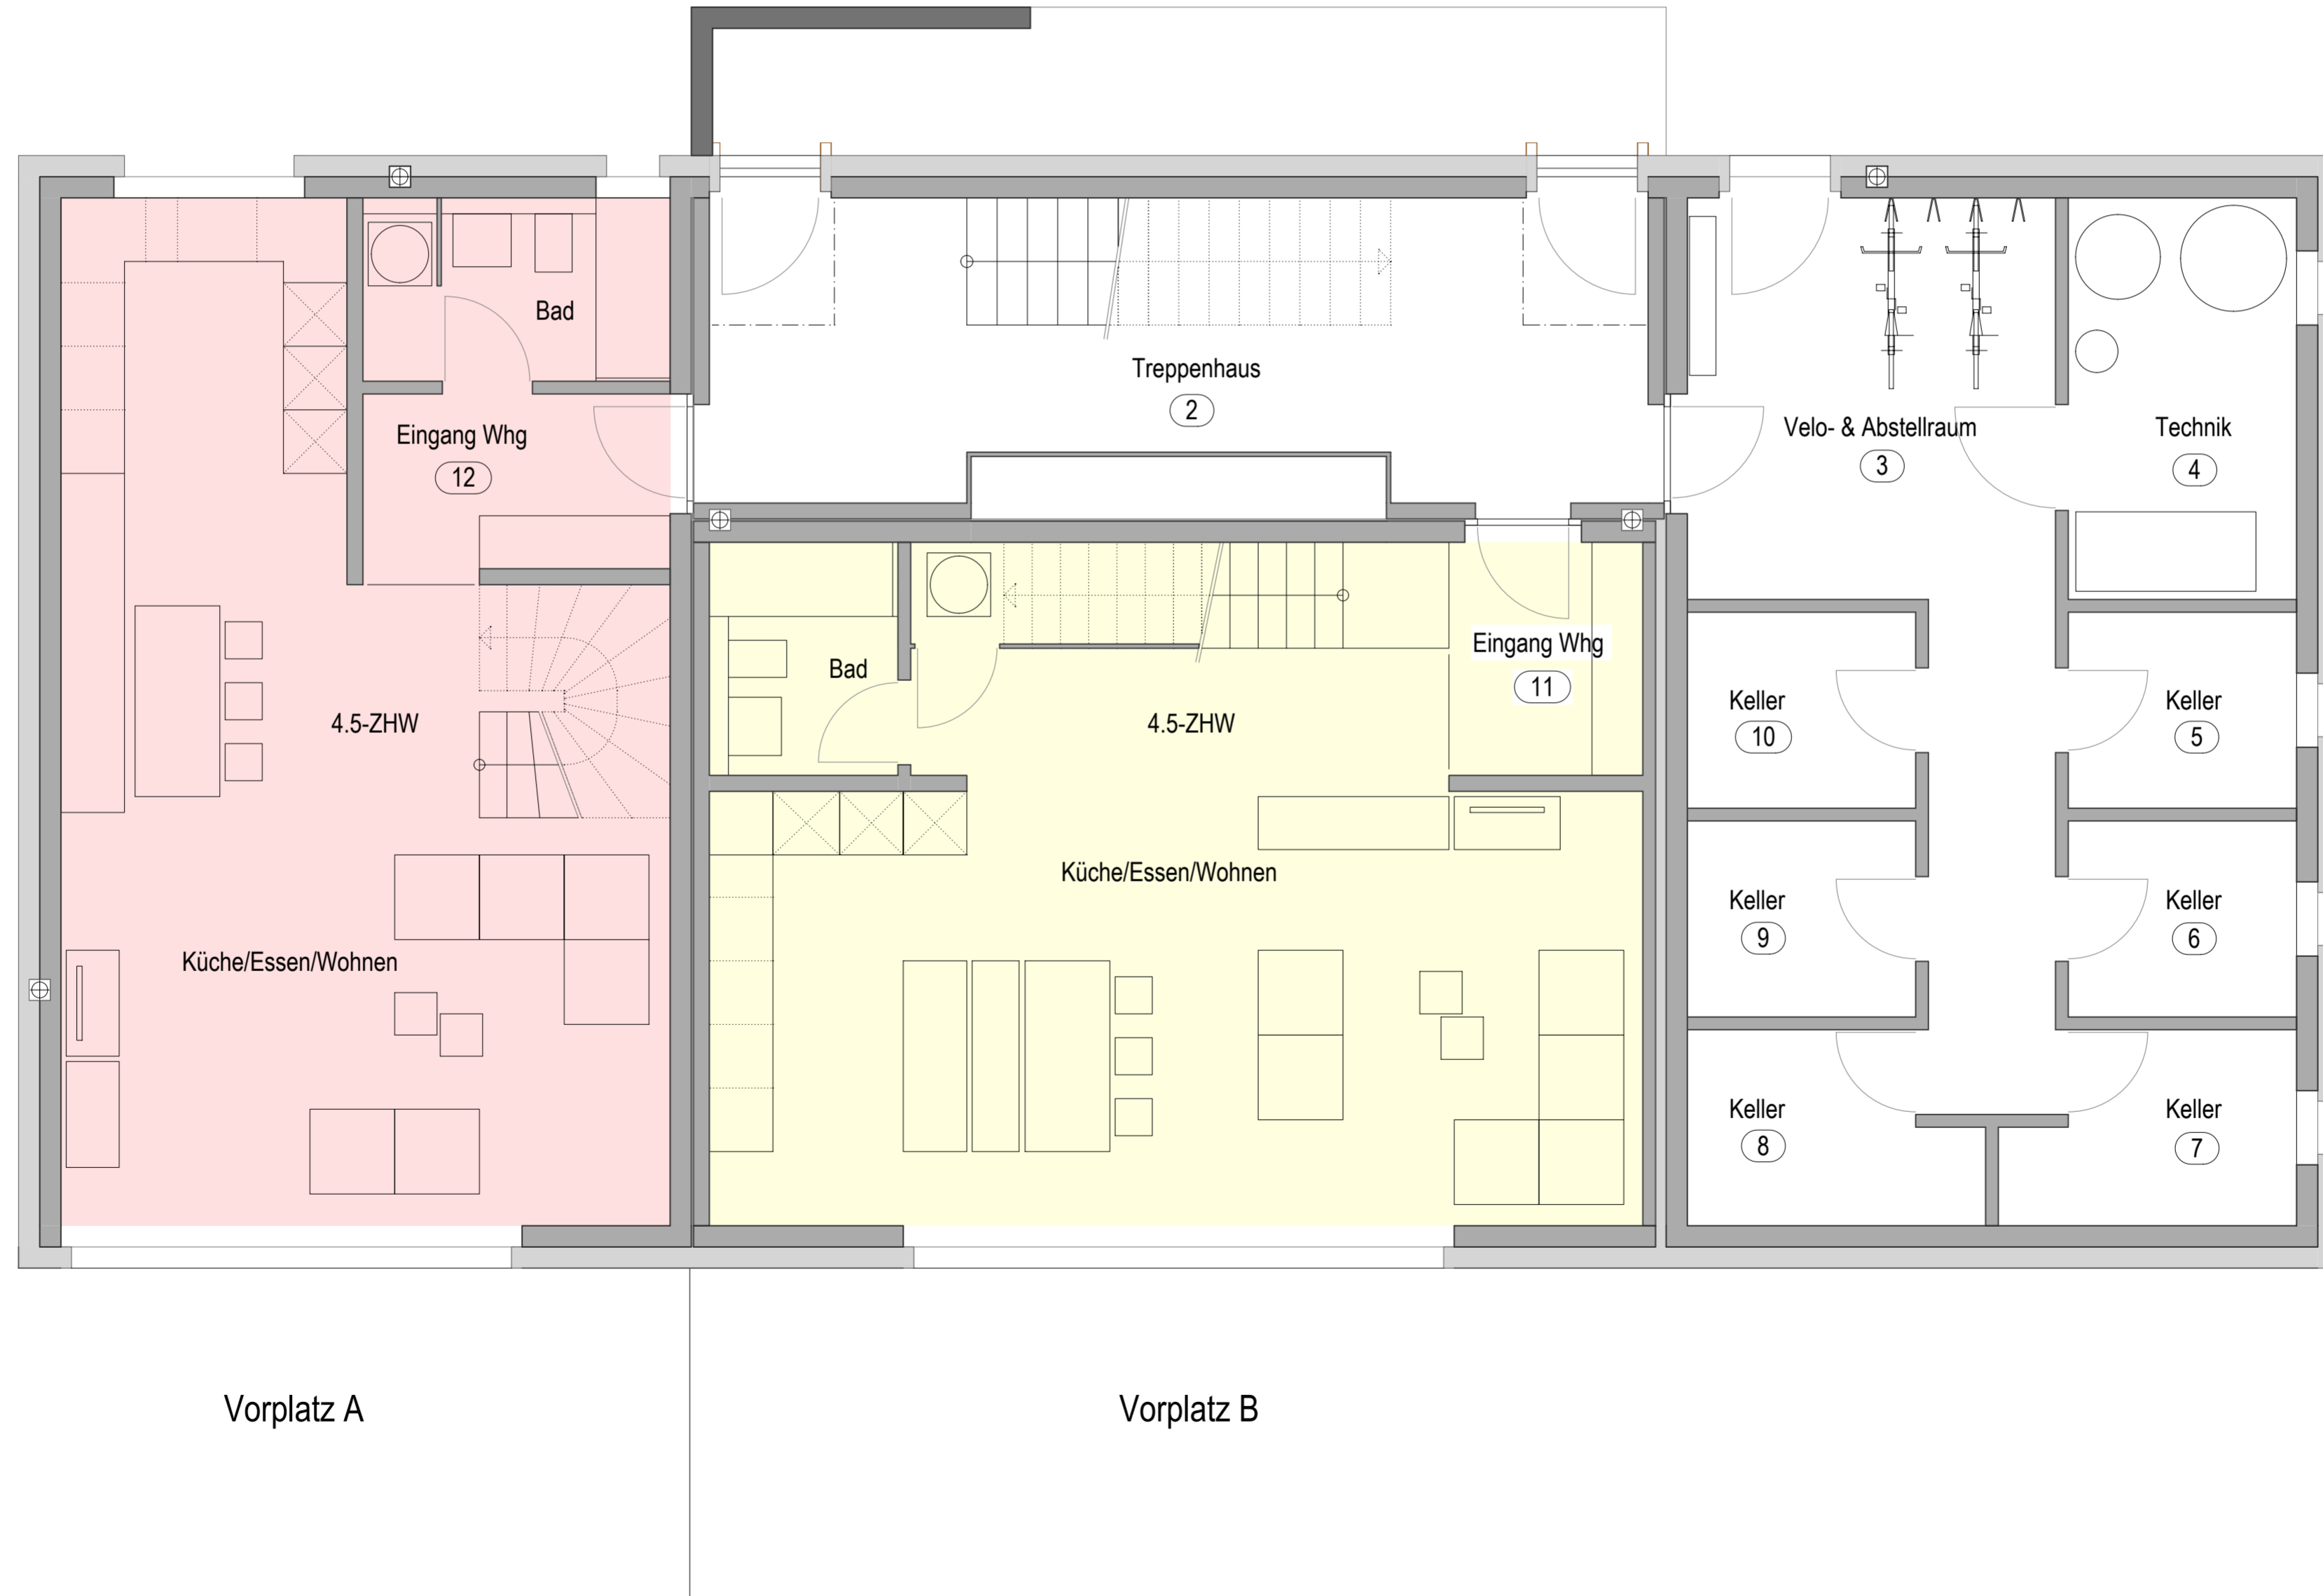 Bad
Treppenhaus
2
Eingang Whg
12
Velo- & Abstellraum
3
Technik
4
Bad
Eingang Whg
11
4.5-ZHW
4.5-ZHW
Keller
10
Keller
5
Küche/Essen/Wohnen
Küche/Essen/Wohnen
Keller
9
Keller
6
Keller
8
Keller
7
Vorplatz A
Vorplatz B